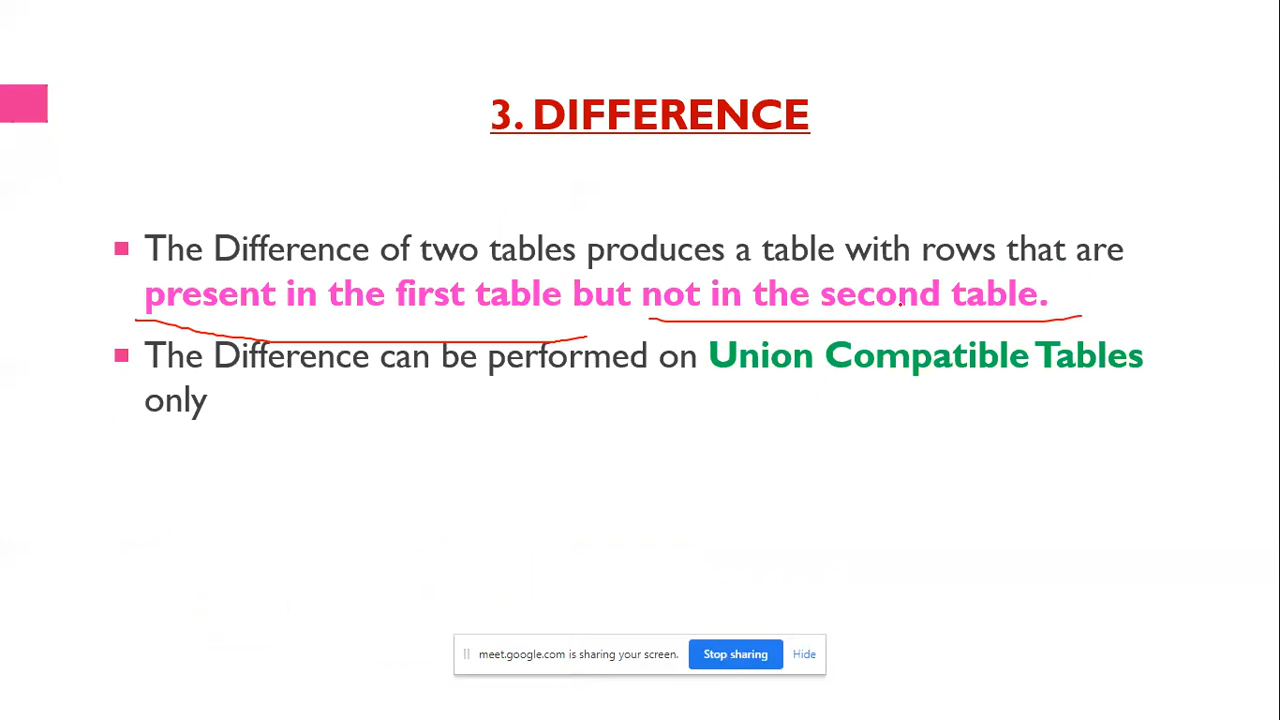 3. DIFFERENCE
The Difference of two tables produces a table with rows that are
present in the first table but not in the second table.
The Difference can be performed on Union Compatible Tables
only
meet.google.com is sharing your screen. Stop sharing Hide